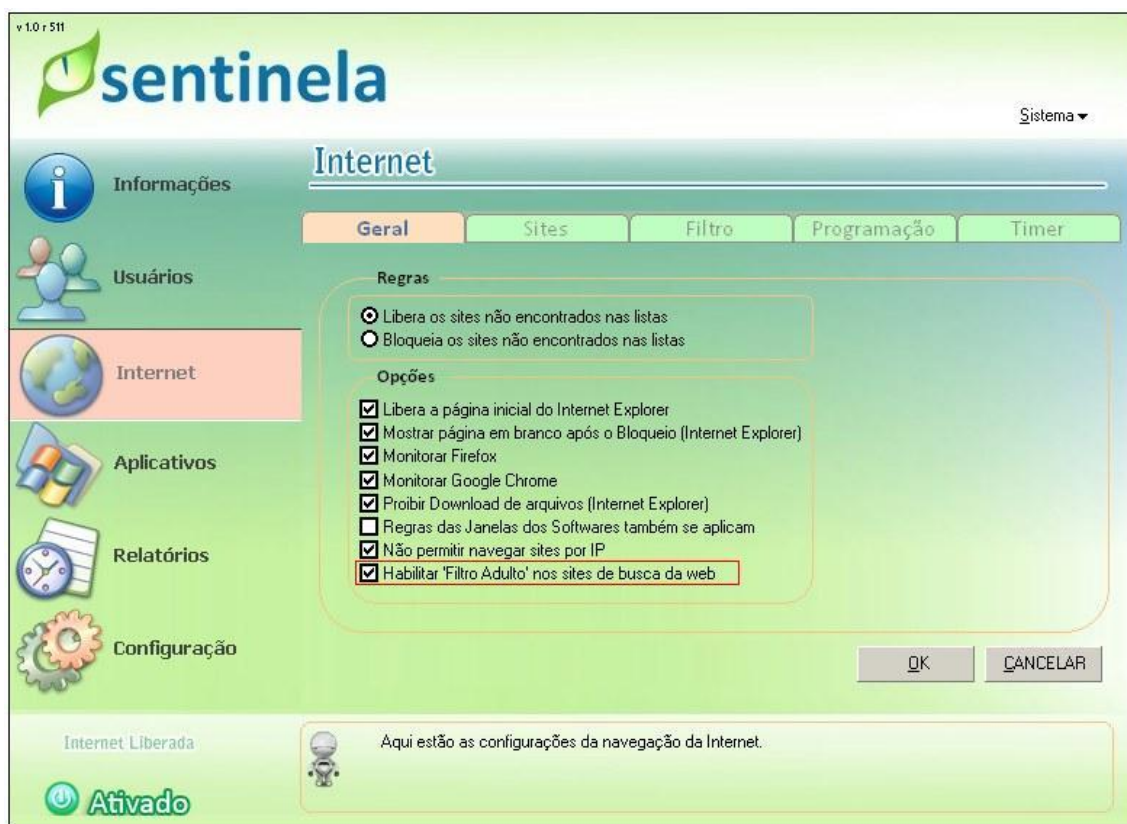 v 1.0 r 511
sentinela
Sistema
Informações
Usuários
Internet
Aplicativos
Relatórios
Configuração
Internet Liberada
Ativado
Internet
Geral
Sites
Filtro
Programação
Timer
Regras
Libera os sites não encontrados nas listas
Bloqueia os sites não encontrados nas listas
Opções
Libera a página inicial do Internet Explorer
Mostrar página em branco após o Bloqueio (Internet Explorer)
Monitorar Firefox
Monitorar Google Chrome
Proibir Download de arquivos (Internet Explorer)
Regras das Janelas dos Softwares também se aplicam
Não permitir navegar sites por IP
Habilitar 'Filtro Adulto' nos sites de busca da web
OK
CANCELAR
Aqui estão as configurações da navegação da Internet.